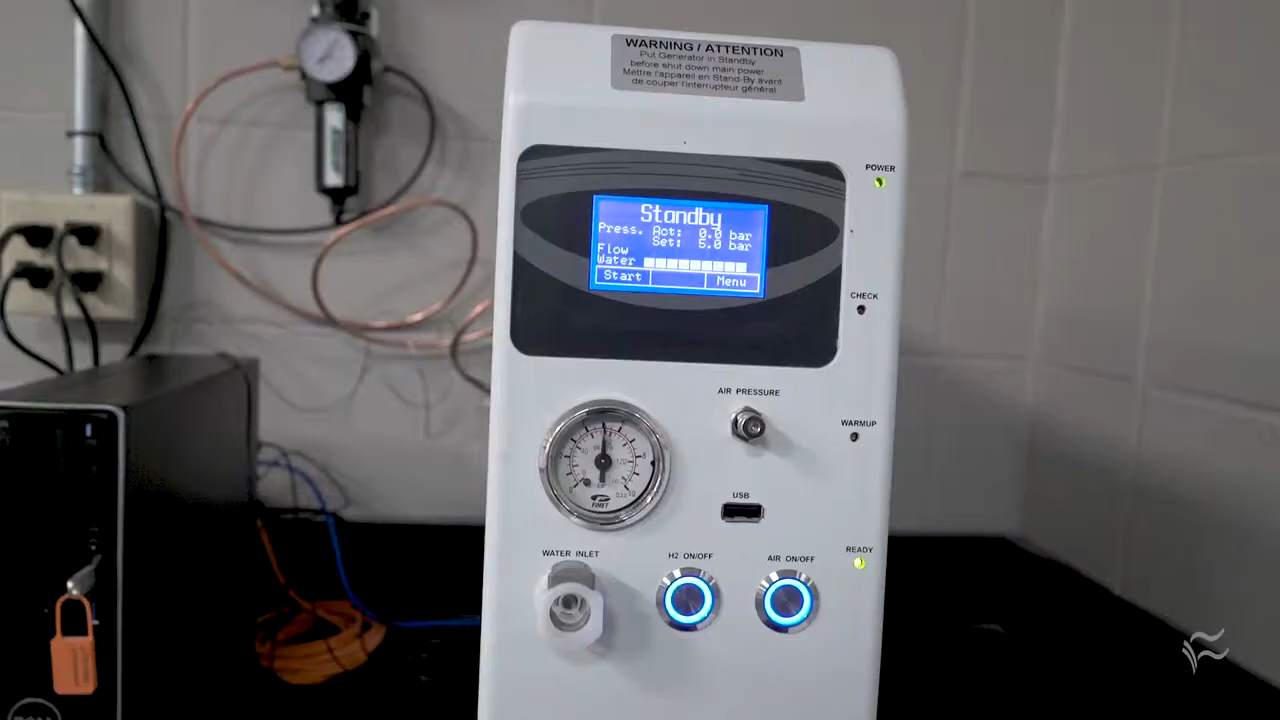 WARNING / ATTENTION
Put Generator in Standby
before shut down main power
Mettre l'appareil en Stand-By avant
de couper l'interrupteur général
POWER
Standby
Press. Act: 0.0 bar
Set: 5.0 bar
Flow
Water
Start Menu
CHECK
AIR PRESSURE
WARMUP
FIMET
USB
WATER INLET
H2 ON/OFF
AIR ON/OFF
READY